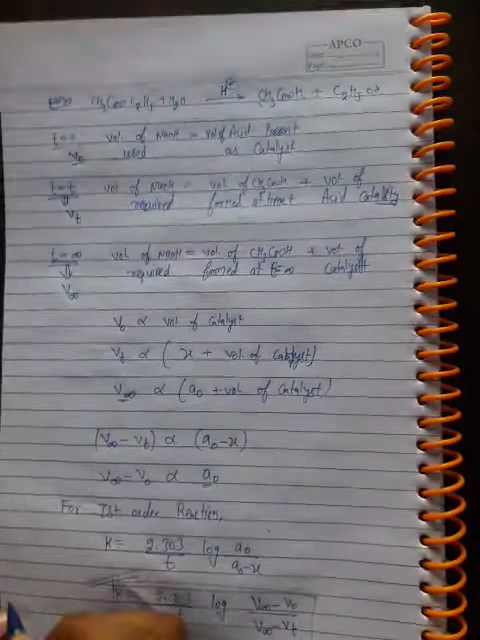 APCO
CH3COOC2H5 + H2O H+ → CH3COOH + C2H5OH
t=0 vol. of NaOH = vol of Acid Present
V0 used as Catalyst
t=t vol of NaOH = vol. of CH3COOH + vol of
Vt required formed at time t Acid Catalyst
t=∞ vol of NaOH = vol of CH3COOH + vol. of
required formed at t=∞ Catalyst
V∞
V0 ∝ vol of Catalyst
Vt ∝ (x + vol of Catalyst)
V∞ ∝ (a0 + vol of Catalyst)
(V∞ - Vt) ∝ (a0-x)
V∞ - V0 ∝ a0
For Ist order Reaction,
K = 2.303/t log a0/a0-x
log V∞-V0/V∞-Vt